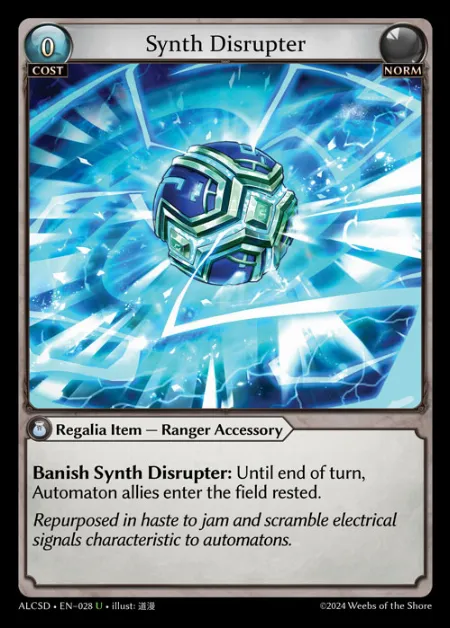 0
Synth Disrupter
COST
NORM
Regalia Item — Ranger Accessory
Banish Synth Disrupter: Until end of turn,
Automaton allies enter the field rested.
Repurposed in haste to jam and scramble electrical
signals characteristic to automatons.
ALCSD • EN-028 U • illust: 道漫
©2024 Weebs of the Shore